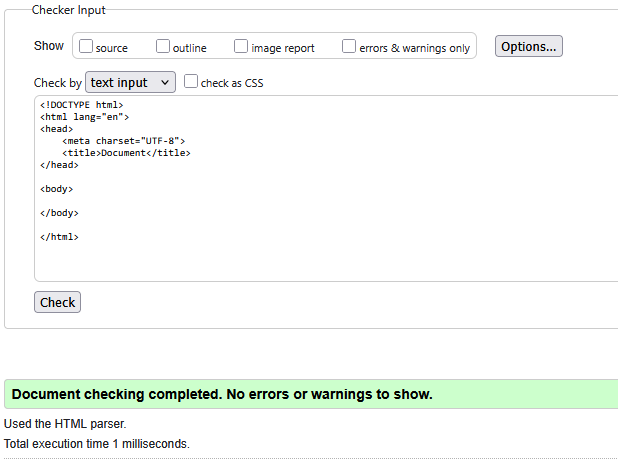 Checker Input
Show source outline image report errors & warnings only Options...
Check by text input check as CSS
<!DOCTYPE html>
<html lang="en">
<head>
    <meta charset="UTF-8">
    <title>Document</title>
</head>
<body>
</body>
</html>
Check
Document checking completed. No errors or warnings to show.
Used the HTML parser.
Total execution time 1 milliseconds.